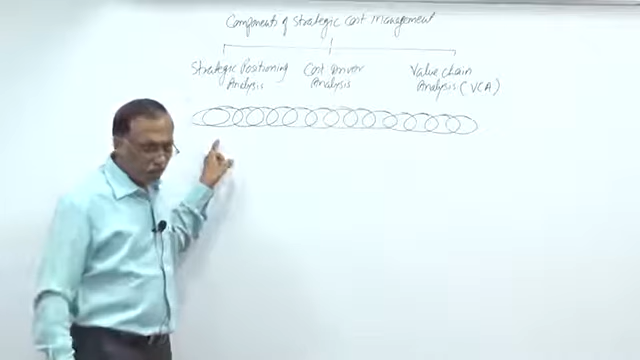 Components of Strategic Cost Management
Strategic Positioning Analysis
Cost Driver Analysis
Value Chain Analysis (VCA)